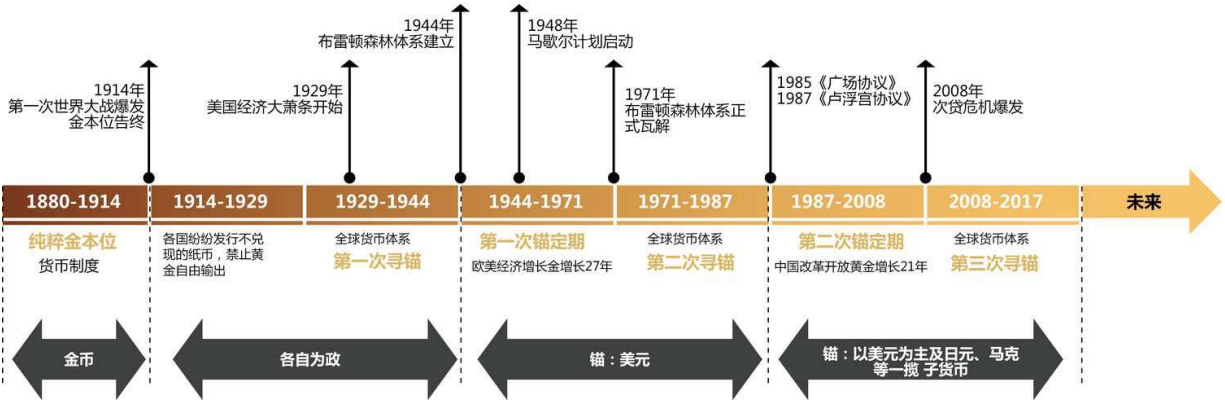 1944年
布雷顿森林体系建立
1948年
马歇尔计划启动
1914年
第一次世界大战爆发
金本位告终
1929年
美国经济大萧条开始
1971年
布雷顿森林体系正
式瓦解
1985《广场协议》
1987《卢浮宫协议》
2008年
次贷危机爆发
1880-1914
1914-1929
1929-1944
1944-1971
1971-1987
1987-2008
2008-2017
未来
纯粹金本位
货币制度
各国纷纷发行不兑
现的纸币，禁止黄
金自由输出
全球货币体系
第一次寻锚
第一次锚定期
欧美经济增长金增长27年
全球货币体系
第二次寻锚
第二次锚定期
中国改革开放黄金增长21年
全球货币体系
第三次寻锚
金币
各自为政
锚：美元
锚：以美元为主及日元、马克
等一揽 子货币